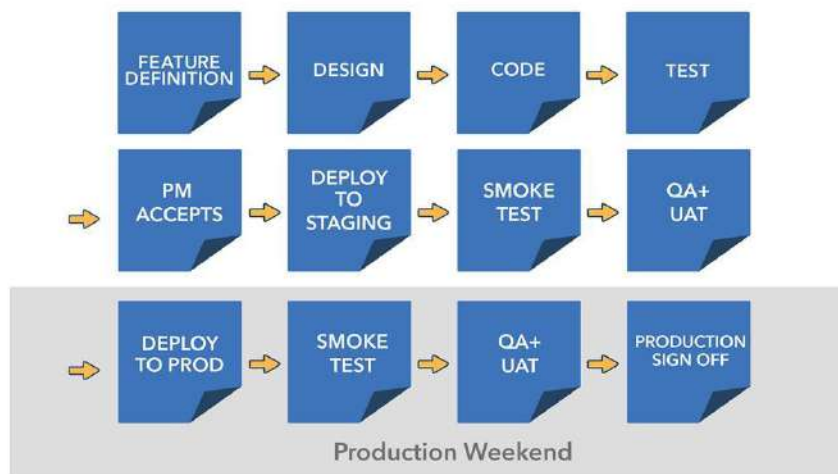 FEATURE
DEFINITION
DESIGN
CODE
TEST
PM
ACCEPTS
DEPLOY
TO
STAGING
SMOKE
TEST
QA+
UAT
DEPLOY
TO PROD
SMOKE
TEST
QA+
UAT
PRODUCTION
SIGN OFF
Production Weekend